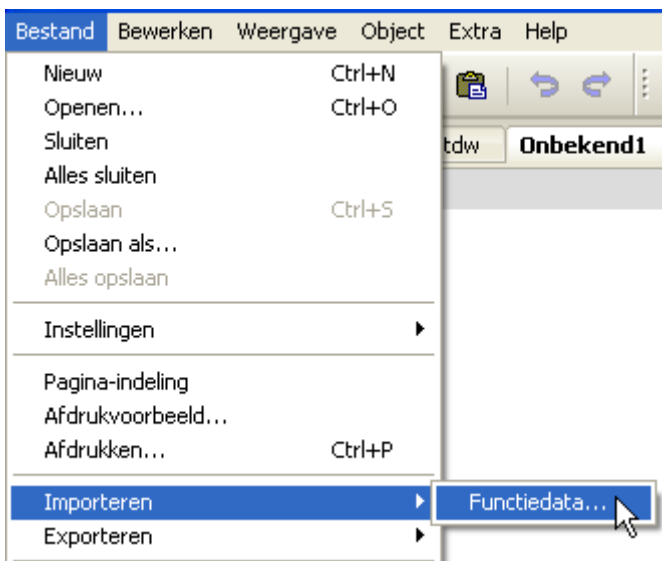 Bestand Bewerken Weergave Object Extra Help
Nieuw Ctrl+N
Openen... Ctrl+O
Sluiten
tdw Onbekend1
Alles sluiten
Opslaan Ctrl+S
Opslaan als...
Alles opslaan
Instellingen
Pagina-indeling
Afdrukvoorbeeld...
Afdrukken... Ctrl+P
Importeren Functiedata...
Exporteren